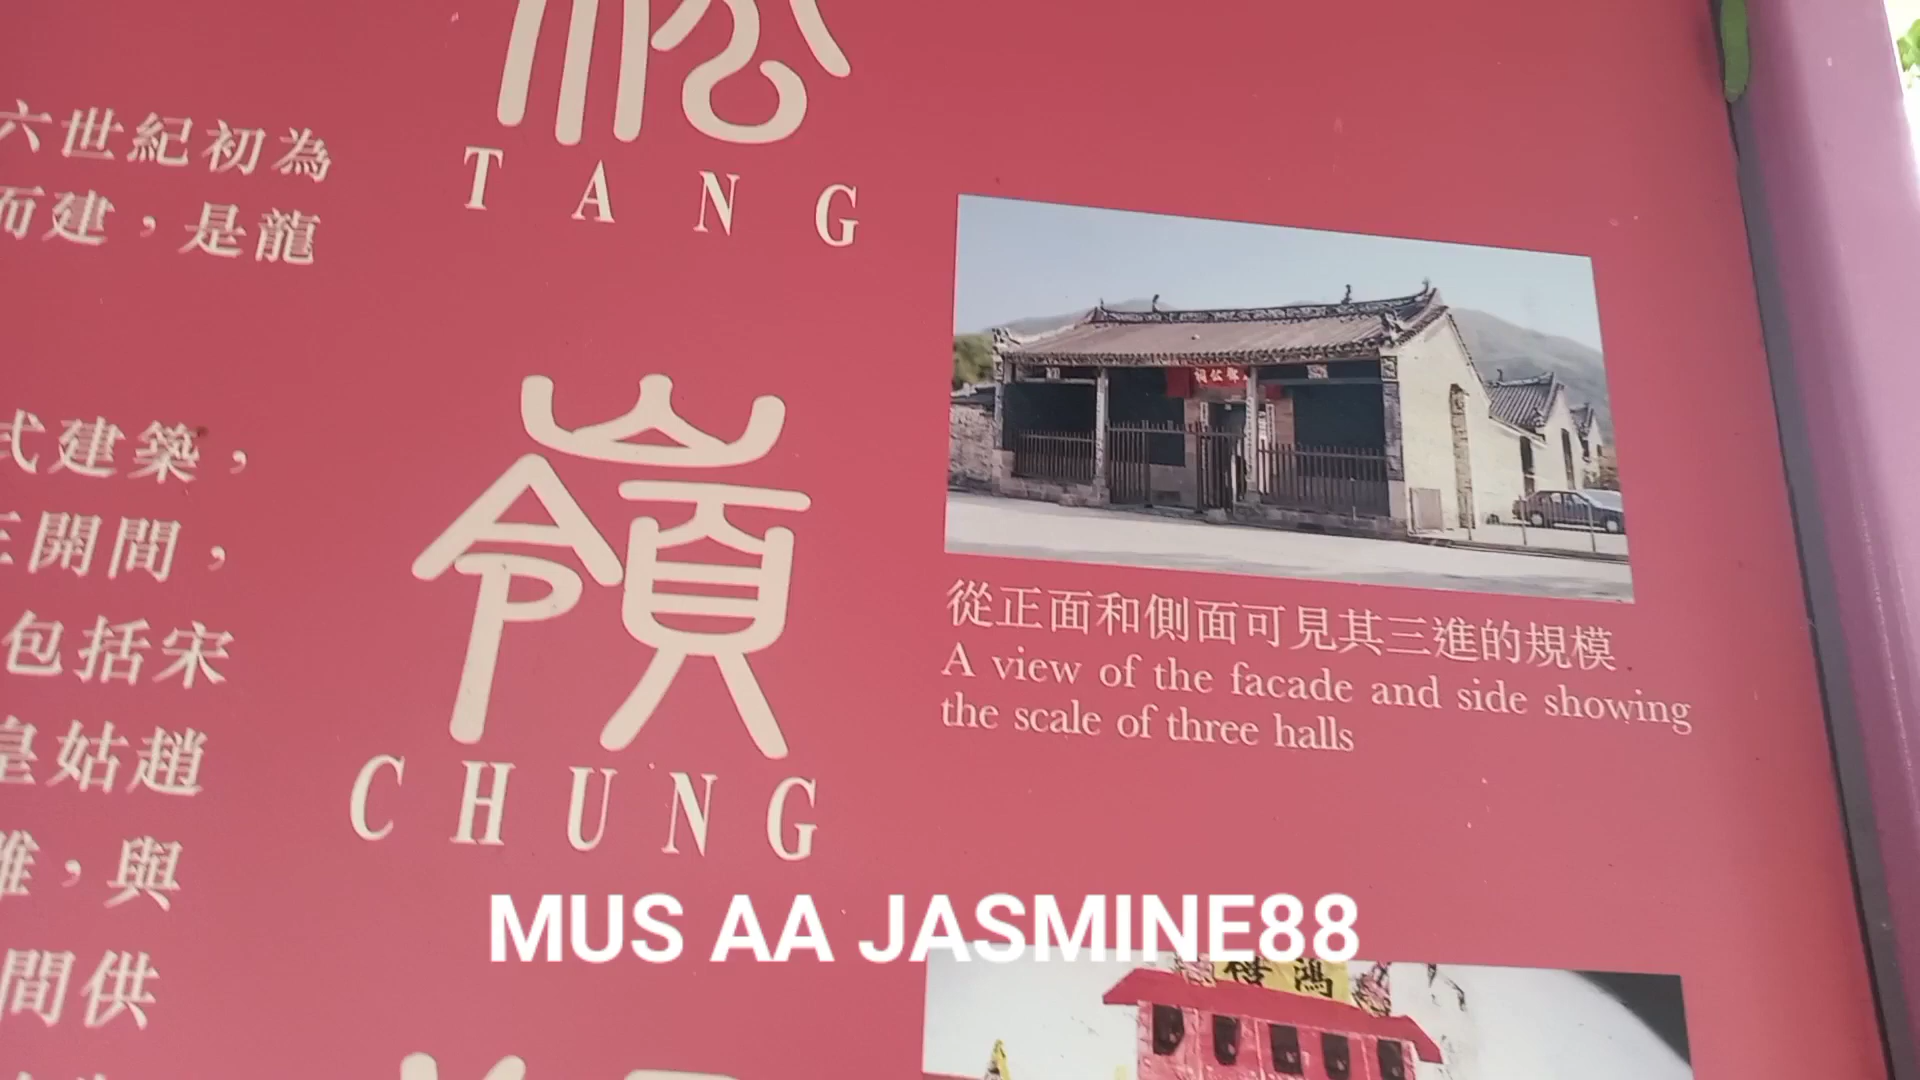 六世紀初為
而建，是龍
式建築，
三開間，
包括宋
皇姑趙
雅，與
間供
松
TANG
嶺
CHUNG
從正面和側面可見其三進的規模
A view of the facade and side showing
the scale of three halls
MUS AA JASMINE88